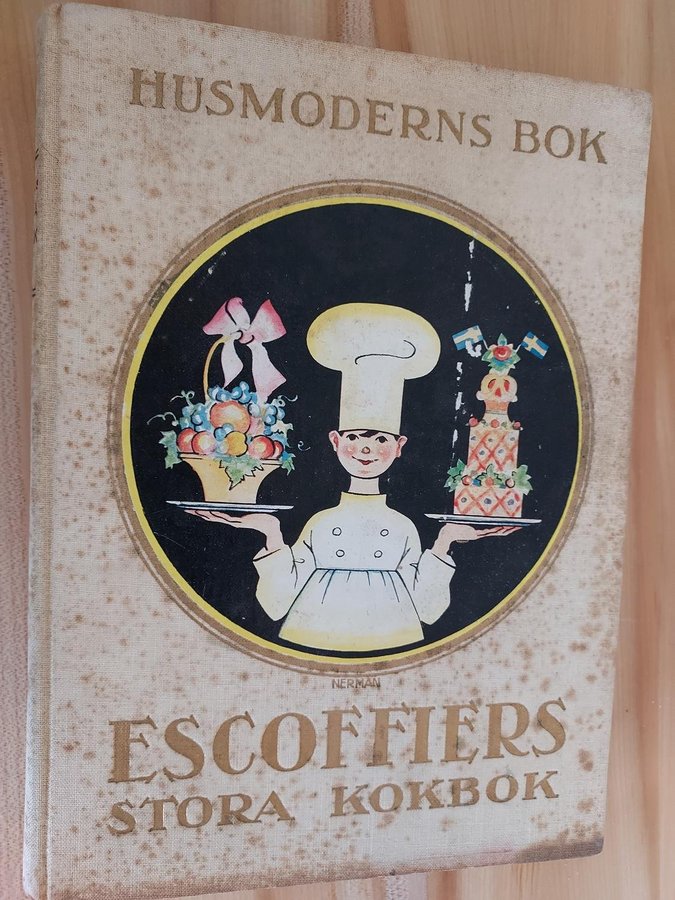 HUSMODERNS BOK
NERMAN
ESCOFFIERS
STORA KOKBOK